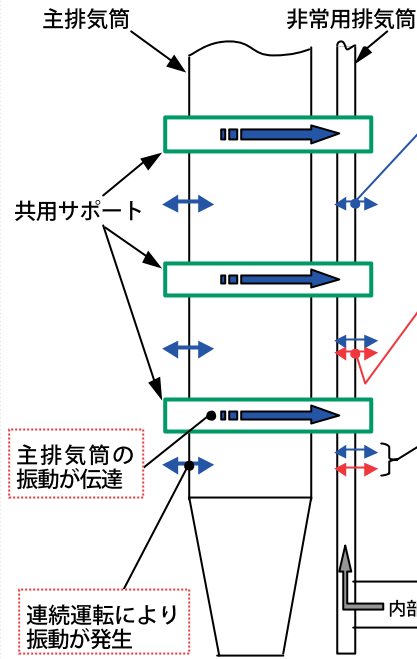 主排気筒
非常用排気筒
共用サポート
主排気筒の
振動が伝達
連続運転により
振動が発生
内部